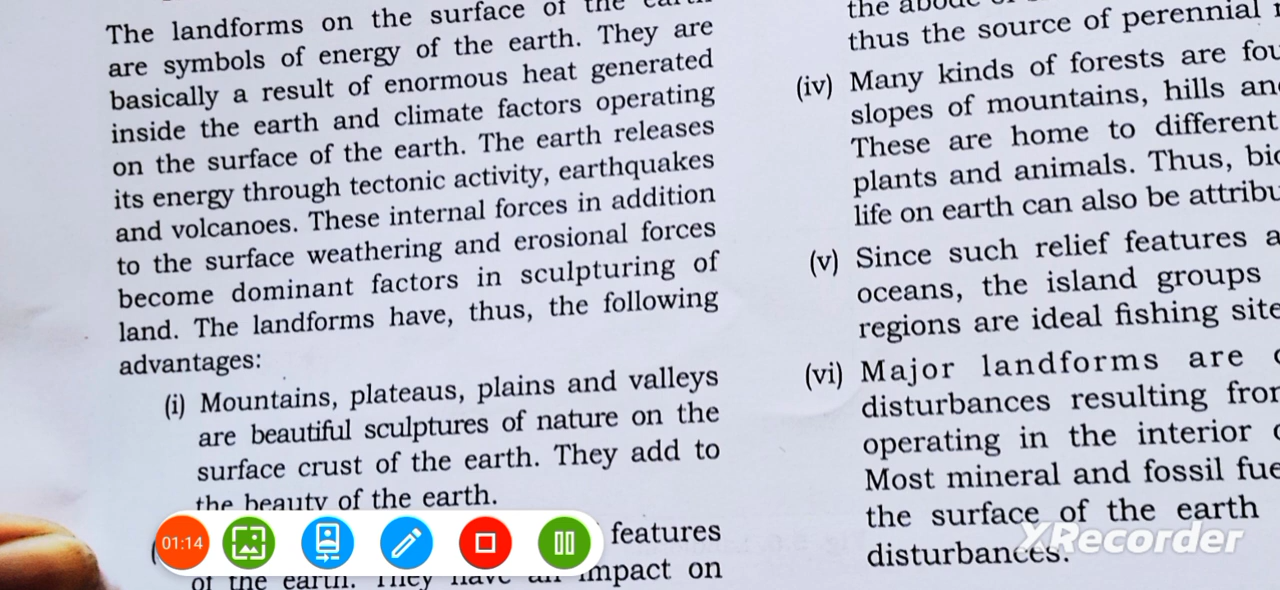 The landforms on the surface of the
are symbols of energy of the earth. They are
basically a result of enormous heat generated
inside the earth and climate factors operating
on the surface of the earth. The earth releases
its energy through tectonic activity, earthquakes
and volcanoes. These internal forces in addition
to the surface weathering and erosional forces
become dominant factors in sculpturing of
land. The landforms have, thus, the following
advantages:
(i) Mountains, plateaus, plains and valleys
are beautiful sculptures of nature on the
surface crust of the earth. They add to
the beauty of the earth.
features
of the earth. They have an impact on
the
thus the source of perennial
(iv) Many kinds of forests are
slopes of mountains, hills
These are home to different
plants and animals. Thus,
life on earth can also be
(v) Since such relief features
oceans, the island groups
regions are ideal fishing
(vi) Major landforms are
disturbances resulting
operating in the interior
Most mineral and fossil
the surface of the earth
disturbances.
01:14
XRecorder